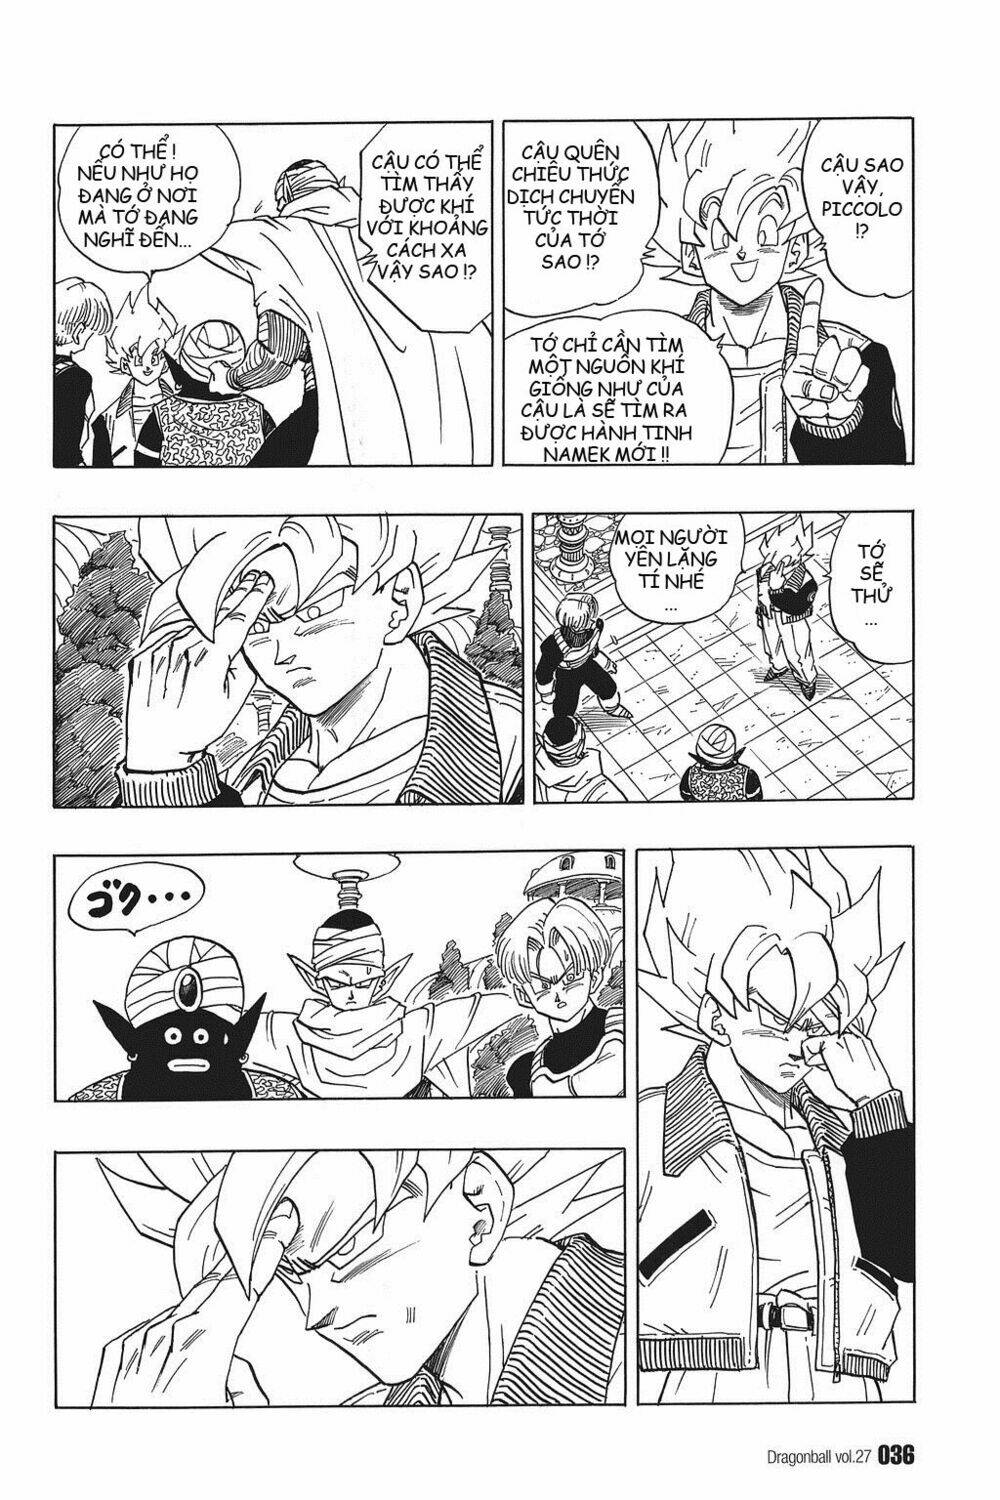 CẬU SAO
VẬY,
PICCOLO
!?
CẬU QUÊN
CHIÊU THỨC
DỊCH CHUYỂN
TỨC THỜI
CỦA TỚ
SAO !?
TỚ CHỈ CẦN TÌM
MỘT NGUỒN KHÍ
GIỐNG NHƯ CỦA
CẬU LÀ SẼ TÌM RA
ĐƯỢC HÀNH TINH
NAMEK MỚI !!
CẬU CÓ THỂ
TÌM THẤY
ĐƯỢC KHÍ
VỚI KHOẢNG
CÁCH XA
VẬY SAO !?
CÓ THỂ !
NẾU NHƯ HỌ
ĐANG Ở NƠI
MÀ TỚ ĐANG
NGHĨ ĐẾN...
TỚ
SẼ
THỬ
...
MỌI NGƯỜI
YÊN LẶNG
TÍ NHÉ
...
ゴク・・・
Dragonball vol.27 036